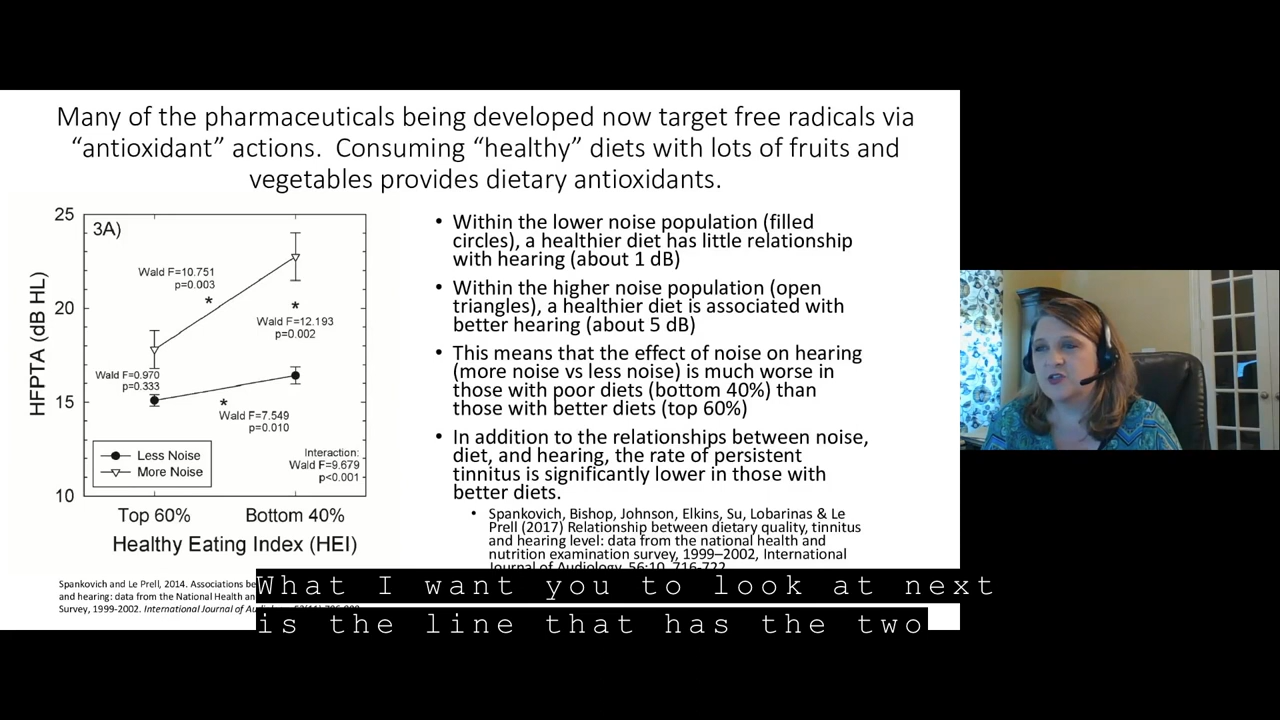 Many of the pharmaceuticals being developed now target free radicals via
“antioxidant” actions.  Consuming “healthy” diets with lots of fruits and
vegetables provides dietary antioxidants.
25
20
15
10
HFPTA (dB HL)
3A)
Wald F=10.751
p=0.003
*
*
Wald F=12.193
p=0.002
Wald F=0.970
p=0.333
*
Wald F=7.549
p=0.010
Less Noise
More Noise
Interaction:
Wald F=9.679
p<0.001
Top 60%
Bottom 40%
Healthy Eating Index (HEI)
• Within the lower noise population (filled
circles), a healthier diet has little relationship
with hearing (about 1 dB)
• Within the higher noise population (open
triangles), a healthier diet is associated with
better hearing (about 5 dB)
• This means that the effect of noise on hearing
(more noise vs less noise) is much worse in
those with poor diets (bottom 40%) than
those with better diets (top 60%)
• In addition to the relationships between noise,
diet, and hearing, the rate of persistent
tinnitus is significantly lower in those with
better diets.
• Spankovich, Bishop, Johnson, Elkins, Su, Lobarinas & Le
Prell (2017) Relationship between dietary quality, tinnitus
and hearing level: data from the national health and
nutrition examination survey, 1999–2002, International
Journal of Audiology, 56:10, 716-722
Spankovich and Le Prell, 2014. Associations be
and hearing: data from the National Health an
Survey, 1999-2002. International Journal of Au
What I want you to look at next
is the line that has the two